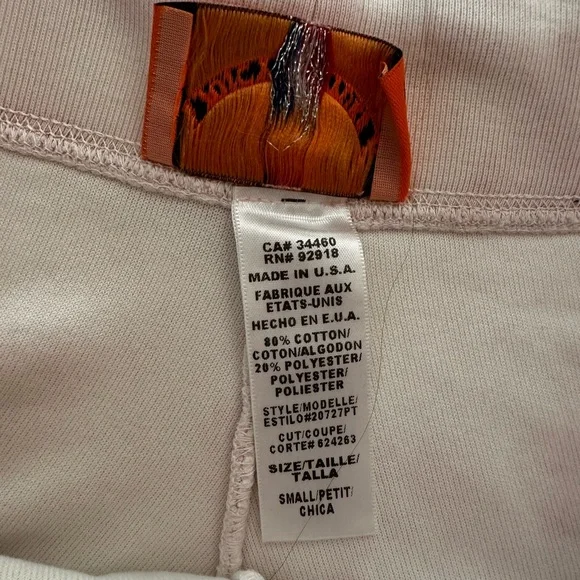 CA# 34460
RN# 92918
MADE IN U.S.A.
FABRIQUE AUX
ETATS-UNIS
HECHO EN E.U.A.
80% COTTON/
COTON/ALGODON
20% POLYESTER/
POLYESTER/
POLIESTER
STYLE/MODELLE/
ESTILO#20727PT
CUT/COUPE/
CORTE# 624263
SIZE/TAILLE/
TALLA
SMALL/PETIT/
CHICA